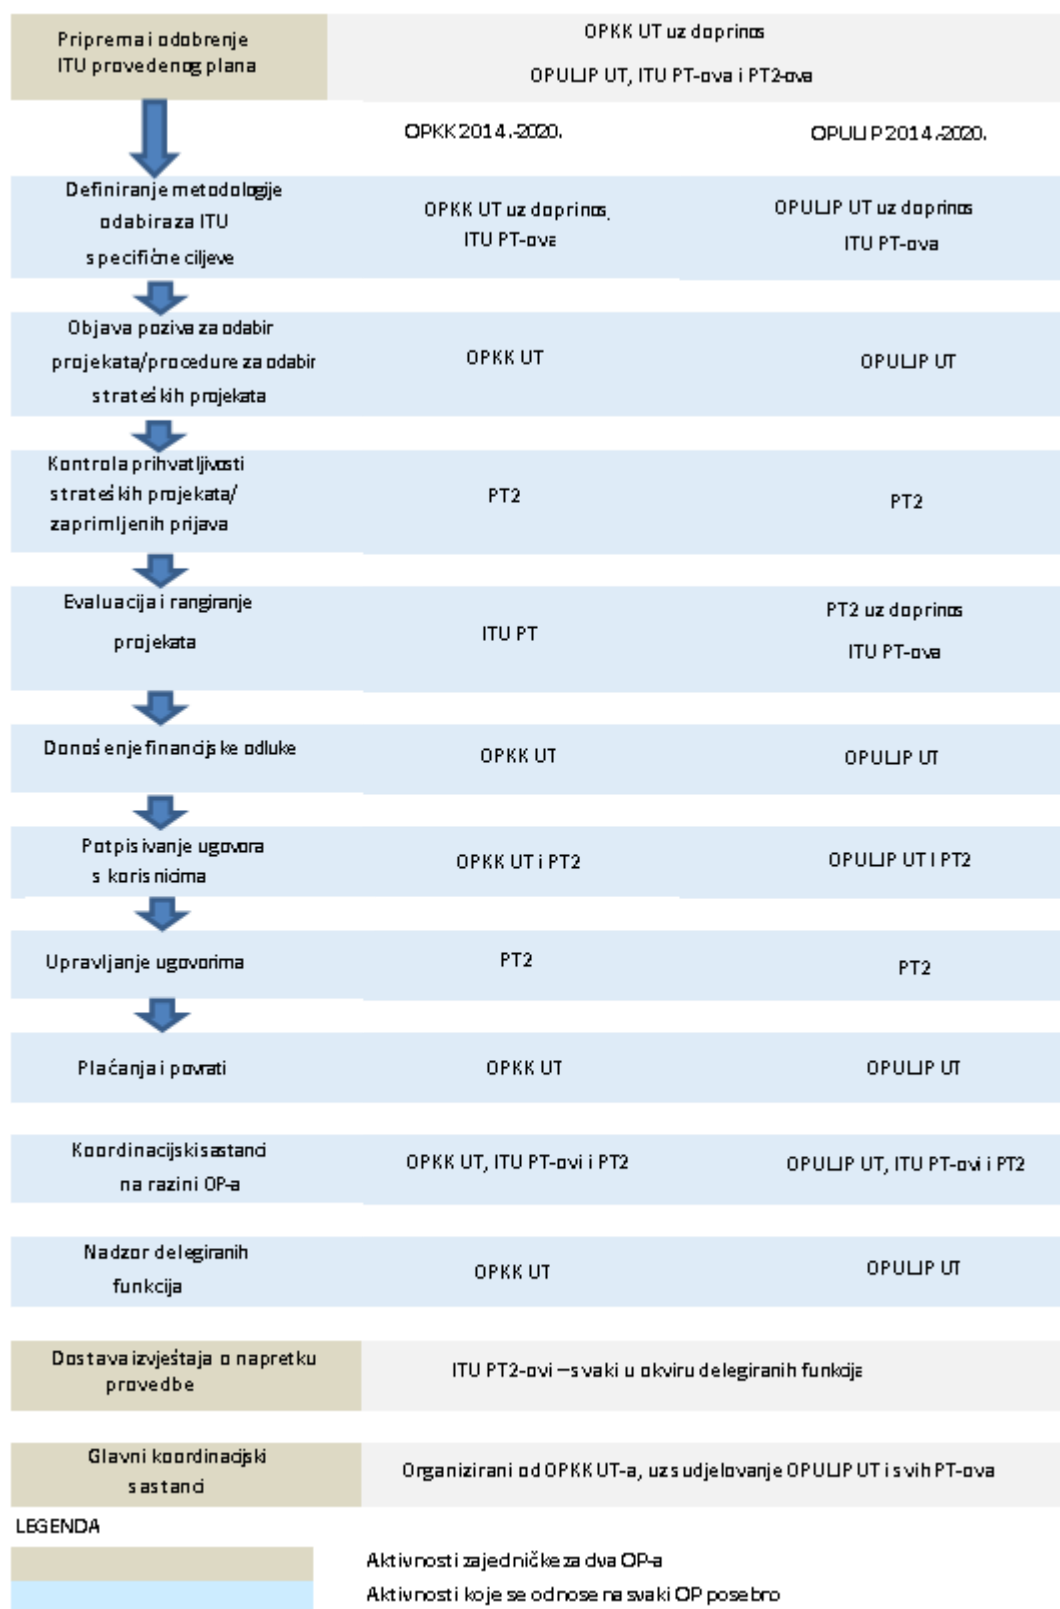 Priprema i odobrenje
ITU provedenog plana
OPKK UT uz doprinos
OPULJP UT, ITU PT-ova i PT2-ova
OPKK 2014.-2020.
OPULJP 2014.-2020.
Definiranje metodologije
odabira za ITU
specifične ciljeve
OPKK UT uz doprinos
ITU PT-ova
OPULJP UT uz doprinos
ITU PT-ova
Objava poziva za odabir
projekata/procedure za odabir
strateških projekata
OPKK UT
OPULJP UT
Kontrola prihvatljivosti
strateških projekata/
zaprimljenih prijava
PT2
PT2
Evaluacija i rangiranje
projekata
ITU PT
PT2 uz doprinos
ITU PT-ova
Donošenje financijske odluke
OPKK UT
OPULJP UT
Potpisivanje ugovora
s korisnicima
OPKK UT i PT2
OPULJP UT I PT2
Upravljanje ugovorima
PT2
PT2
Plaćanja i povrati
OPKK UT
OPULJP UT
Koordinacijski sastanci
na razini OP-a
OPKK UT, ITU PT-ovi i PT2
OPULJP UT, ITU PT-ovi i PT2
Nadzor delegiranih
funkcija
OPKK UT
OPULJP UT
Dostava izvještaja o napretku
provedbe
ITU PT2-ovi – svaki u okviru delegiranih funkcija
Glavni koordinacijski
sastanci
Organizirani od OPKK UT-a, uz sudjelovanje OPULJP UT i svih PT-ova
LEGENDA
Aktivnosti zajedničke za dva OP-a
Aktivnosti koje se odnose na svaki OP posebno